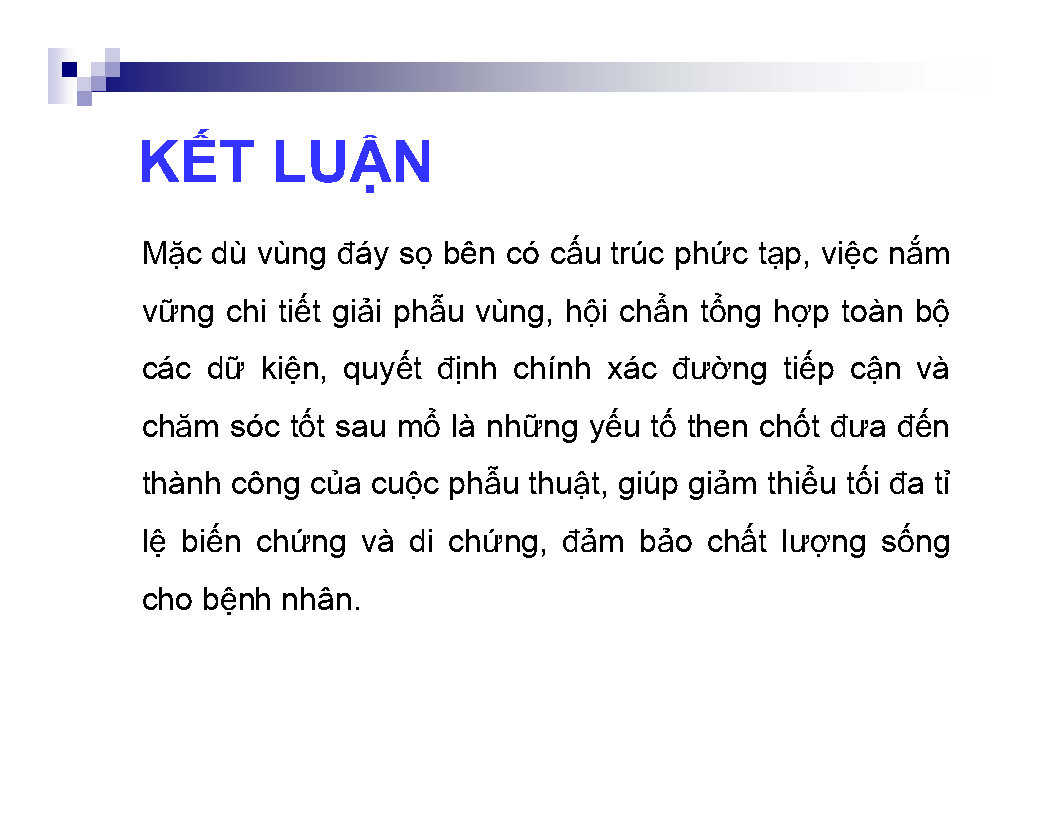 KẾT LUẬN
Mặc dù vùng đáy sọ bên có cấu trúc phức tạp, việc nắm
vững chi tiết giải phẫu vùng, hội chẩn tổng hợp toàn bộ
các dữ kiện, quyết định chính xác đường tiếp cận và
chăm sóc tốt sau mổ là những yếu tố then chốt đưa đến
thành công của cuộc phẫu thuật, giúp giảm thiểu tối đa tỉ
lệ biến chứng và di chứng, đảm bảo chất lượng sống
cho bệnh nhân.